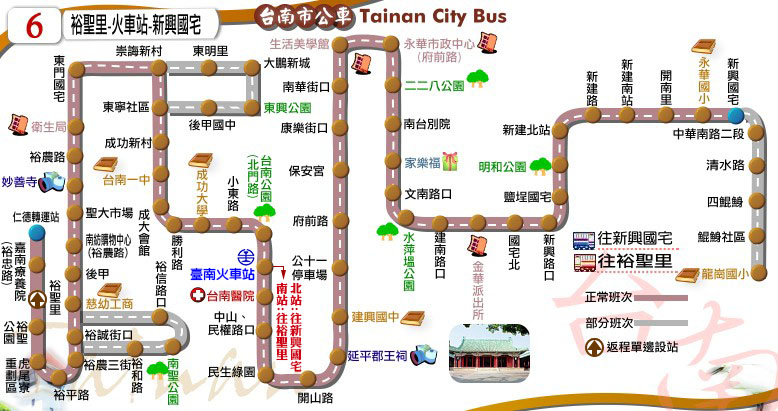 6
裕聖里-火車站-新興國宅
台南市公車 Tainan City Bus
東門國宅
崇誨新村
東明里
大鵬新城
東興公園
後甲國中
東寧社區
成功新村
台南一中
成大會館
勝利路
成功大學
小東路
台南公園
(北門路)
臺南火車站
台南醫院
中山、
民權路口
民生綠園
北站:往新興國宅
南站:往裕聖里
開山路
延平郡王祠
建興國中
公十一
停車場
府前路
保安宮
康樂街口
南華街口
生活美學館
永華市政中心
(府前路)
二二八公園
南台別院
家樂福
文南路口
水萍塭公園
建南路口
金華派出所
國宅北
新興路口
鹽埕國宅
明和公園
新建北站
新建路
新建南站
開南里
永華國小
新興國宅
中華南路二段
清水路
四鯤鯓
鯤鯓社區
龍崗國小
衛生局
裕農路
妙善寺
聖大市場
南紡購物中心
(裕農路)
後甲
慈幼工商
裕信路口
裕誠街口
裕農三街
裕和路
南聖公園
仁德轉運站
嘉南療養院
(裕忠路)
裕聖里
裕聖公園
虎尾寮重劃區
裕平路
往新興國宅
往裕聖里
正常班次
部分班次
返程單邊設站
台南